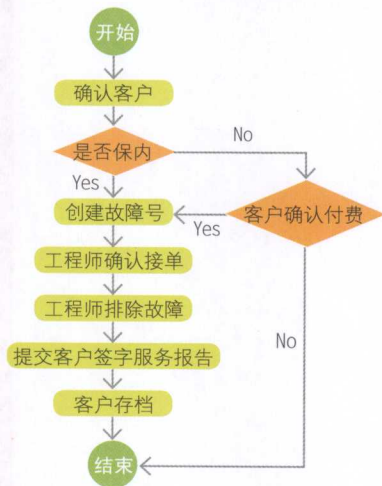 开始
确认客户
是否保内
No
Yes
创建故障号
Yes
客户确认付费
工程师确认接单
工程师排除故障
No
提交客户签字服务报告
客户存档
结束